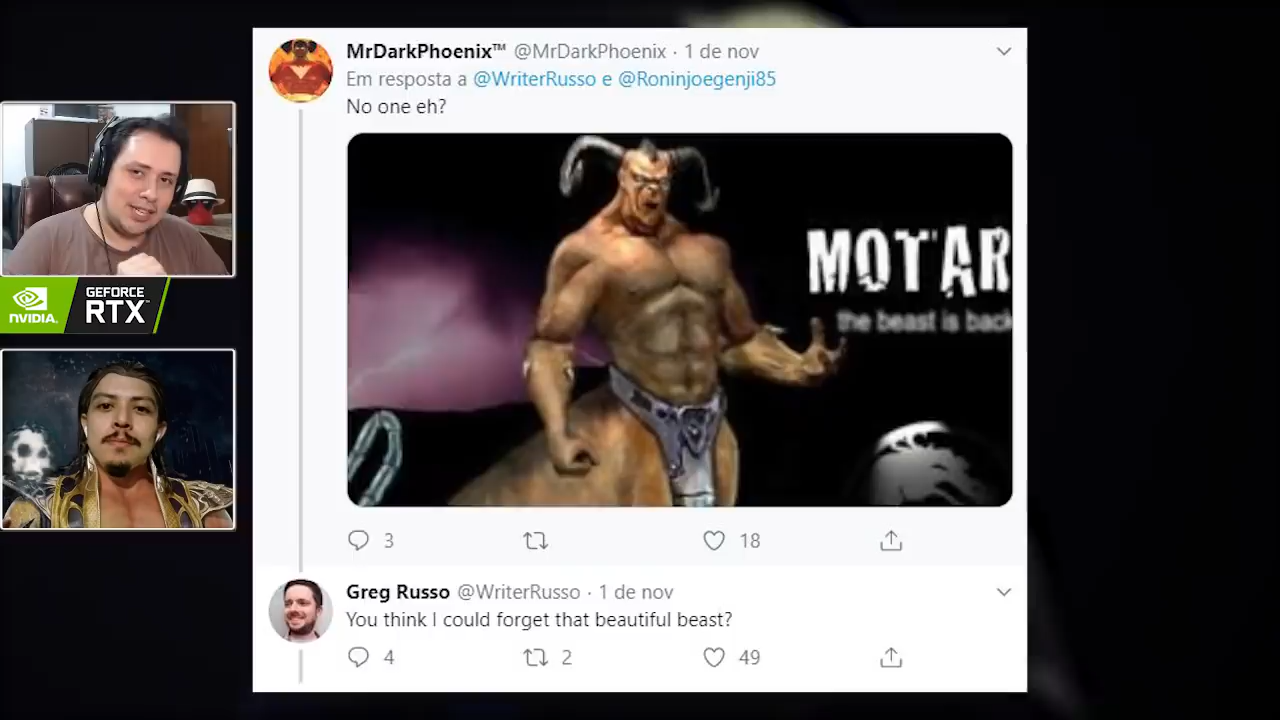 MrDarkPhoenix™ @MrDarkPhoenix · 1 de nov
Em resposta a @WriterRusso e @Roninjoegenji85
No one eh?
MOTAR
the beast is back
3
18
NVIDIA.
GEFORCE
RTX™
Greg Russo @WriterRusso · 1 de nov
You think I could forget that beautiful beast?
4
2
49